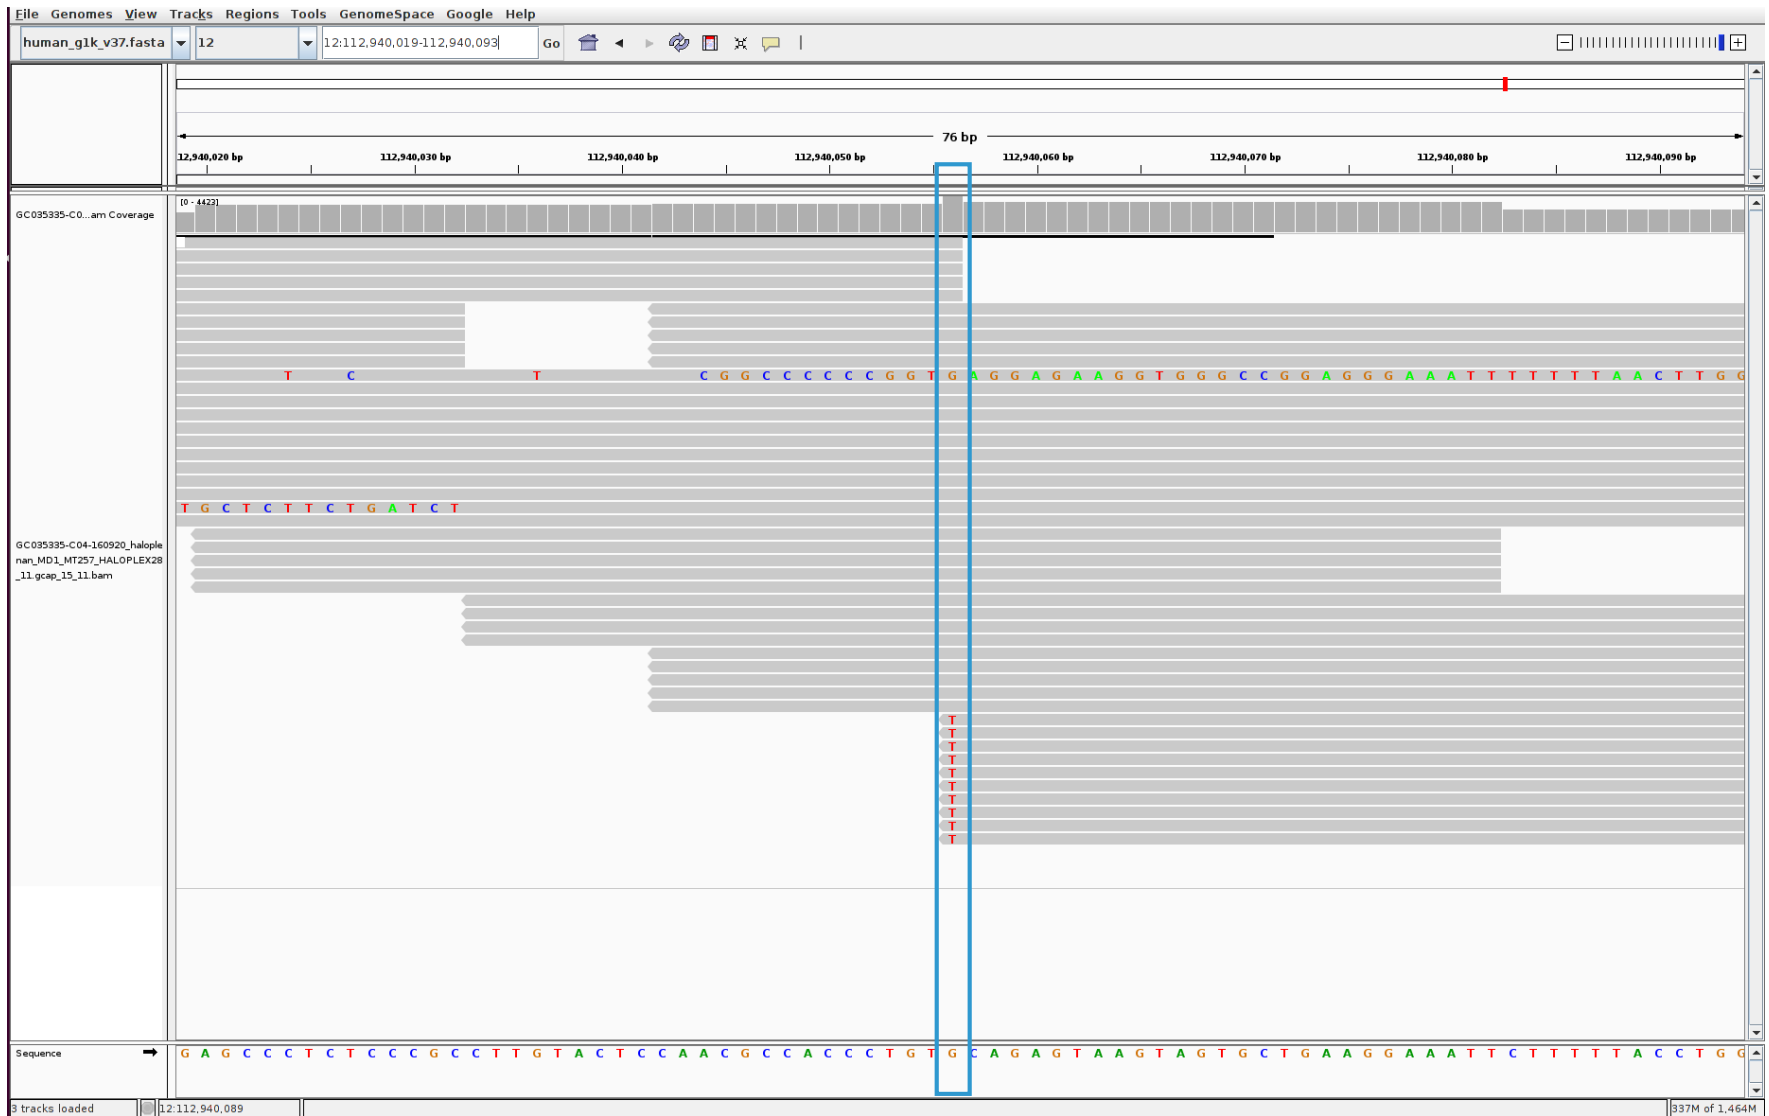 File Genomes View Tracks Regions Tools GenomeSpace Google Help
human_g1k_v37.fasta 12 12:112,940,019-112,940,093 Go
76 bp
12,940,020 bp 112,940,030 bp 112,940,040 bp 112,940,050 bp 112,940,060 bp 112,940,070 bp 112,940,080 bp 112,940,090 bp
[0 - 4423]
GC035335-C0...am Coverage
T C T C G G C C C C C C G G T G A G G A G A A G G T G G G C C G G A G G G A A A T T T T T T T A A C T T G G
T G C T C T T C T G A T C T
GC035335-C04-160920_halople
nan_MD1_MT257_HALOPLEX28
_11.gcap_15_11.bam
T
T
T
T
T
T
T
T
T
T
Sequence G A G C C C T C T C C C G C C T T G T A C T C C A A C G C C A C C C T G T G C A G A G T A A G T A G T G C T G A A G G A A A T T C T T T T T A C C T G G
3 tracks loaded 12:112,940,089 337M of 1,464M